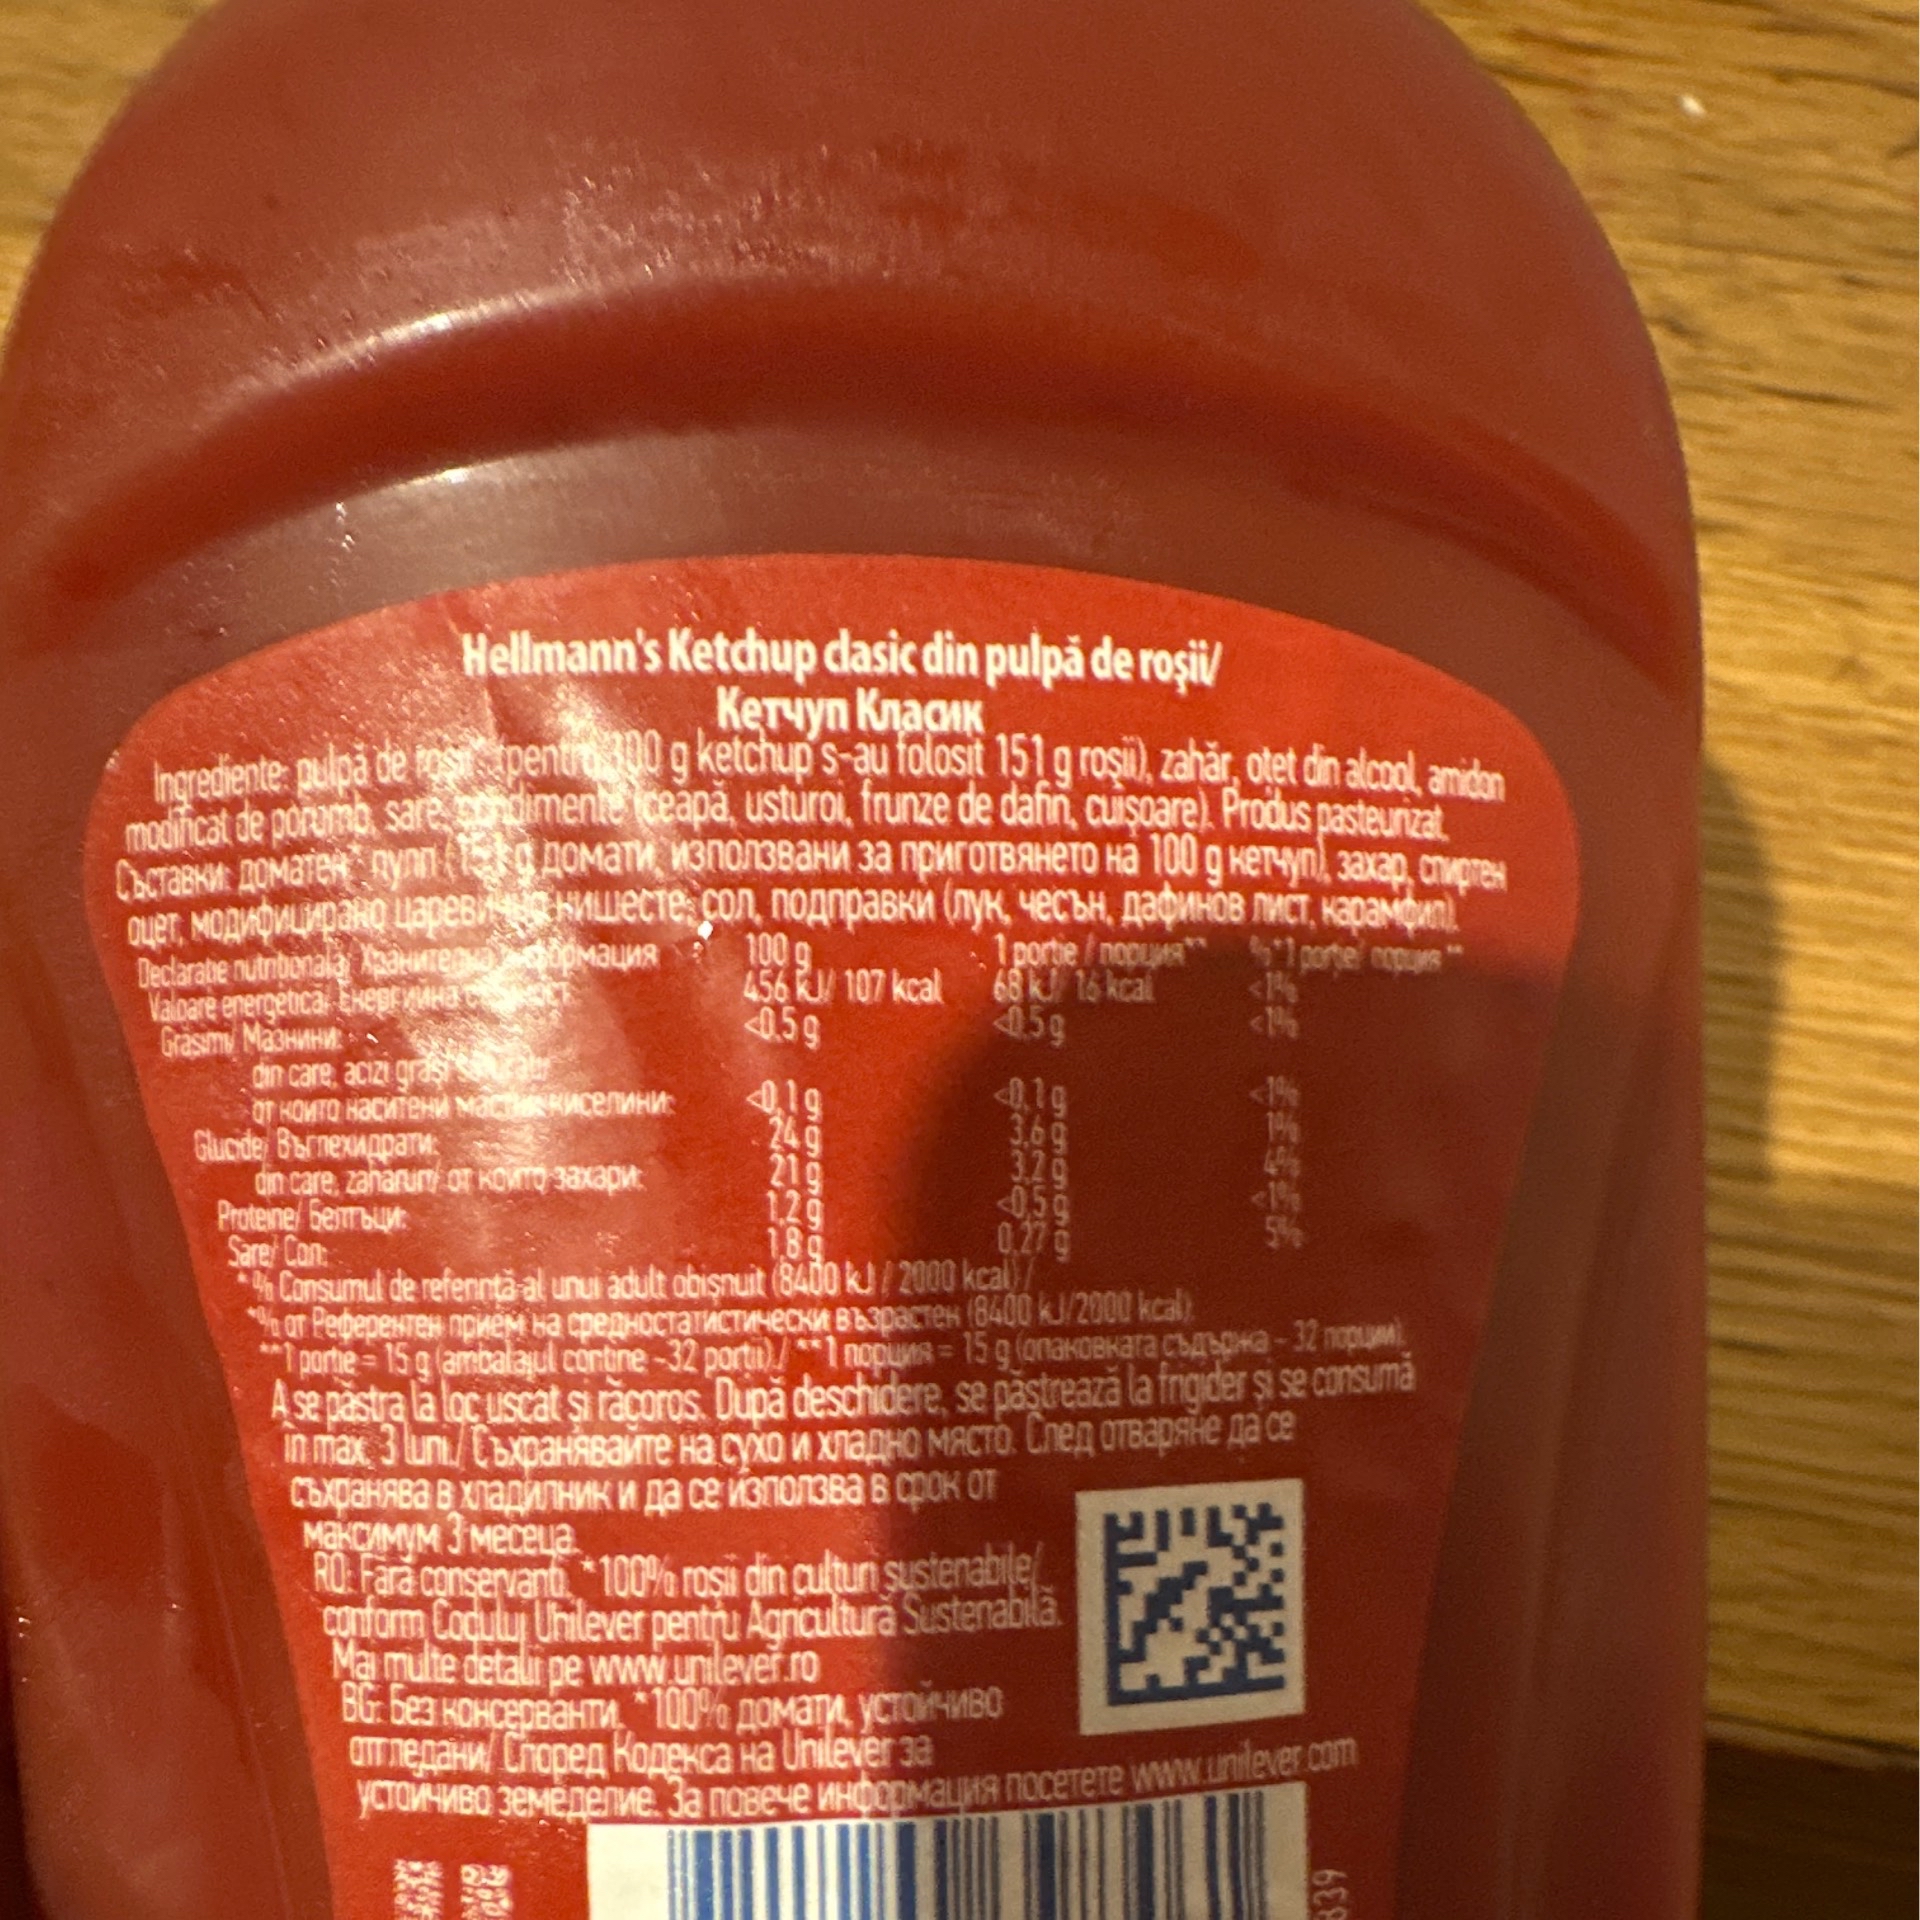 Hellmann's Ketchup clasic din pulpă de roșii/
Кетчуп Класик
Ingrediente: pulpă de roșii* (pentru 100 g ketchup s-au folosit 151 g roșii), zahăr, oțet din alcool, amidon
modificat de porumb, sare, condimente (ceapă, usturoi, frunze de dafin, cuișoare). Produs pasteurizat.
Съставки: доматен* пулп (151 g домати, използвани за приготвянето на 100 g кетчуп), захар, спиртен
оцет, модифицирано царевично нишесте, сол, подправки (лук, чесън, дафинов лист, карамфил).
Declarație nutrițională/ Хранителна информация 100 g 1 porție / порция** %*1 porție/ порция**
Valoare energetică/ Енергийна стойност: 456 kJ/ 107 kcal 68 kJ/ 16 kcal <1%
Grăsimi/ Мазнини: <0,5 g <0,5 g <1%
din care, acizi grași
от които наситени мастни киселини: <0,1 g <0,1 g <1%
Glucide/ Въглехидрати: 24 g 3,6 g 1%
din care, zaharuri/ от които захари: 21 g 3,2 g 4%
Proteine/ Белтъци: 1,2 g <0,5 g <1%
Sare/ Сол: 1,8 g 0,27 g 5%
*% Consumul de referință al unui adult obișnuit (8400 kJ / 2000 kcal)/
*% от Референтен прием на средностатистически възрастен (8400 kJ/2000 kcal).
**1 porție = 15 g (ambalajul conține ~32 porții)./ **1 порция = 15 g (опаковката съдържа ~ 32 порции).
A se păstra la loc uscat și răcoros. După deschidere, se păstrează la frigider și se consumă
în max. 3 luni./ Съхранявайте на сухо и хладно място. След отваряне да се
съхранява в хладилник и да се използва в срок от
максимум 3 месеца.
RO: Fără conservanți. *100% roșii din culturi sustenabile/
conform Codului Unilever pentru Agricultură Sustenabilă.
Mai multe detalii pe www.unilever.ro
BG: Без консерванти. *100% домати, устойчиво
отгледани/ Според Кодекса на Unilever за
устойчиво земеделие. За повече информация посетете www.unilever.com
839